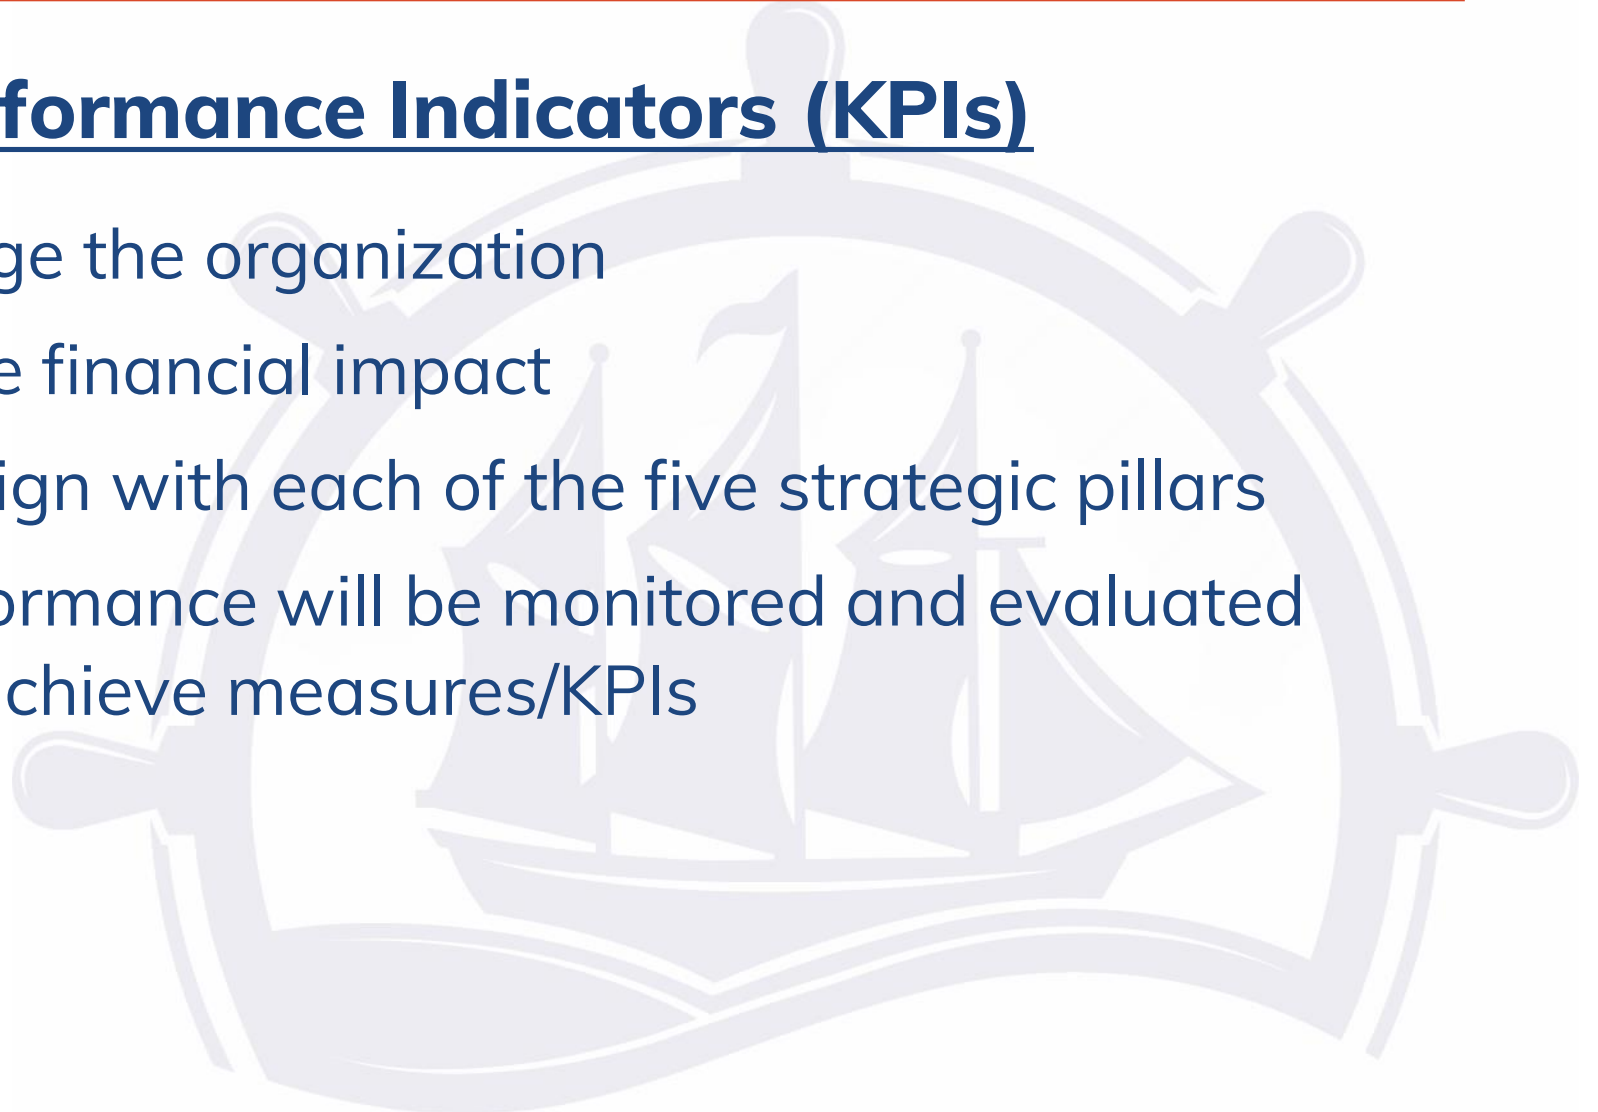 formance Indicators (KPIs)
ge the organization
e financial impact
ign with each of the five strategic pillars
ormance will be monitored and evaluated
chieve measures/KPIs